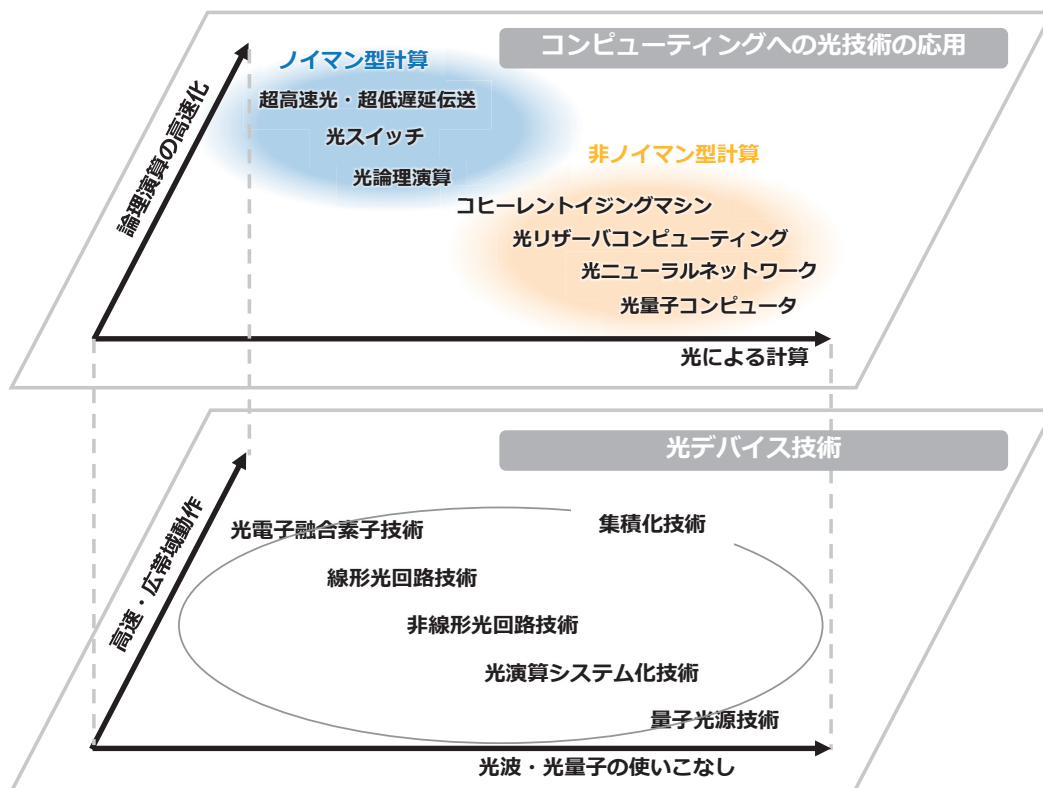 コンピューティングへの光技術の応用
論理演算の高速化
ノイマン型計算
超高速光・超低遅延伝送
光スイッチ
光論理演算
非ノイマン型計算
コヒーレントイジングマシン
光リザーバコンピューティング
光ニューラルネットワーク
光量子コンピュータ
光による計算
光デバイス技術
高速・広帯域動作
光電子融合素子技術
集積化技術
線形光回路技術
非線形光回路技術
光演算システム化技術
量子光源技術
光波・光量子の使いこなし